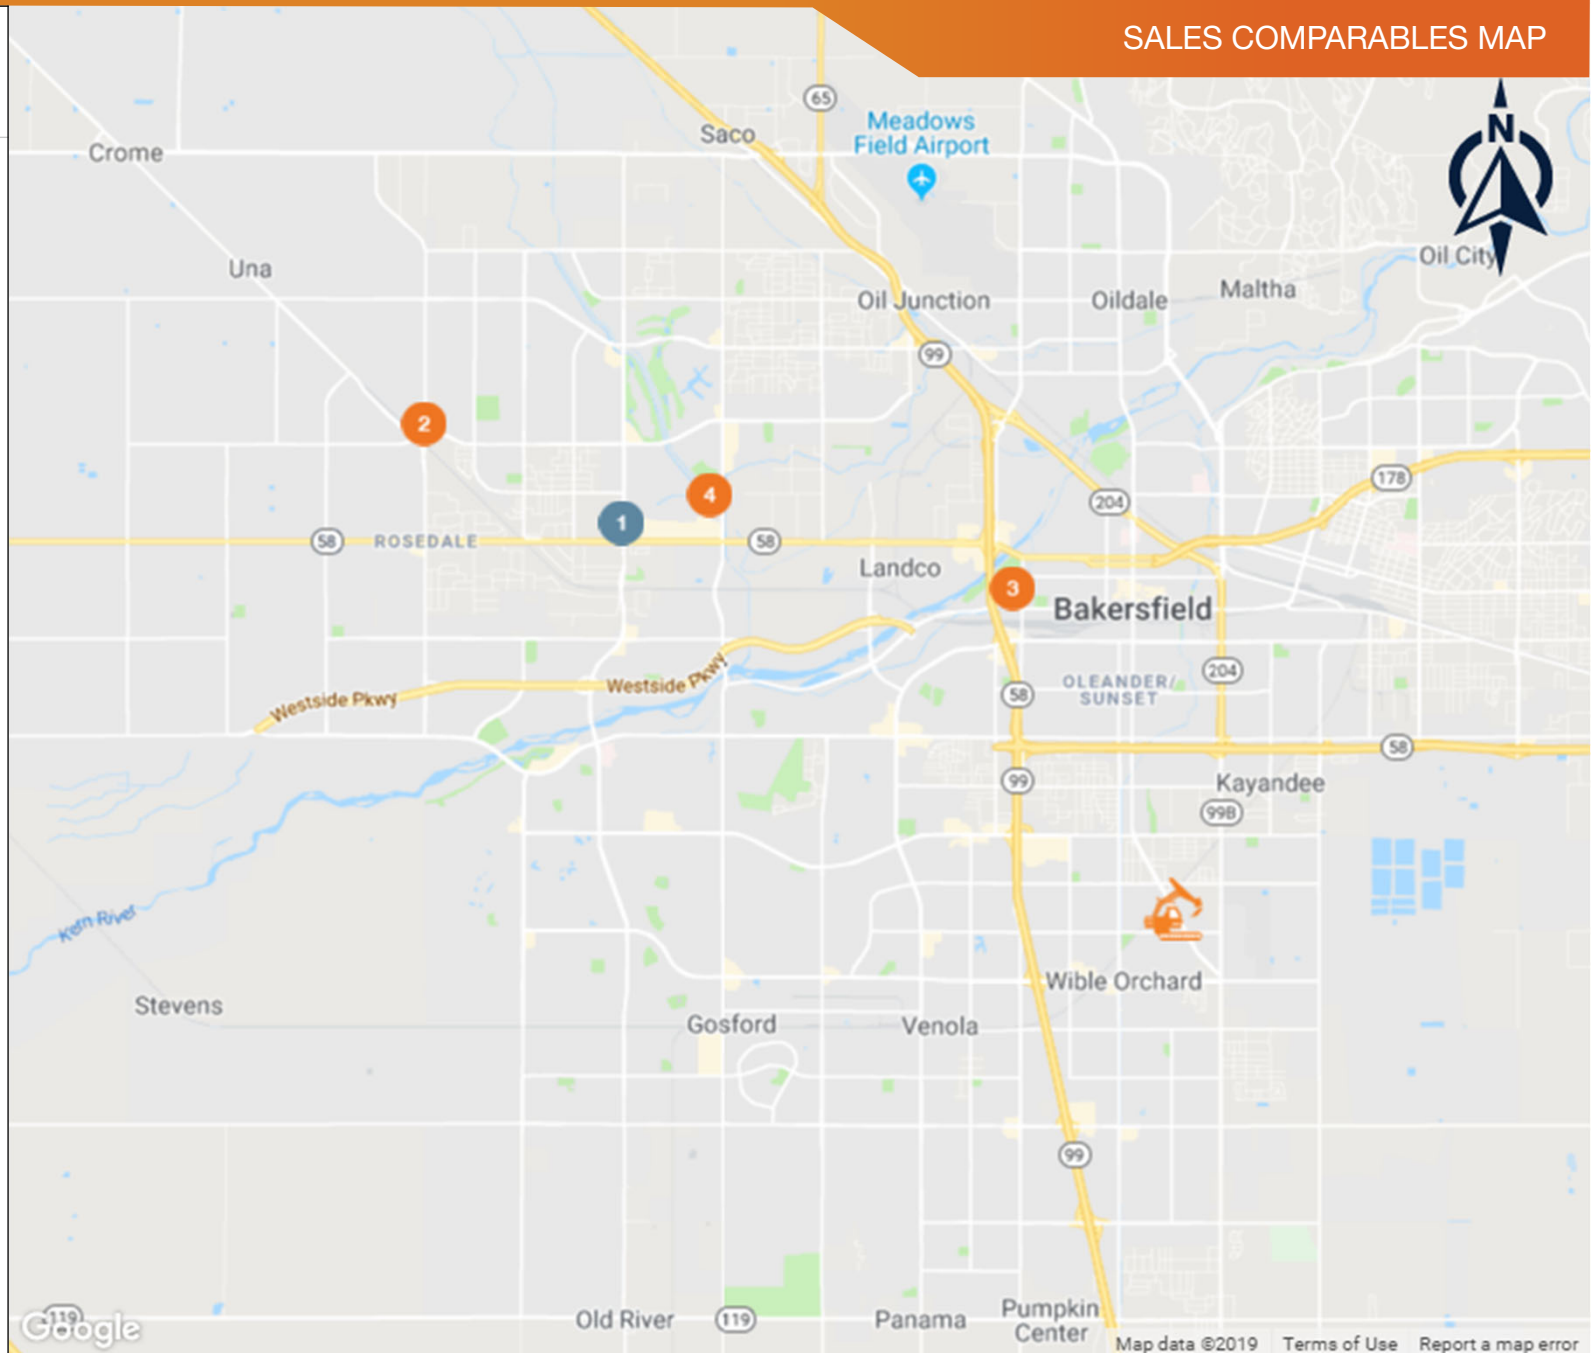 SALES COMPARABLES MAP
N
65
Meadows
Field Airport
Saco
Crome
Una
Oil City
Maltha
Oil Junction
Oildale
99
2
178
4
204
1
58
ROSEDALE
58
Landco
3
Bakersfield
204
OLEANDER/
SUNSET
Westside Pkwy
Westside Pkwy
58
58
99
Kayandee
99B
Kern River
Wible Orchard
Stevens
Gosford
Venola
99
119
Google
Old River
119
Panama
Pumpkin
Center
Map data ©2019
Terms of Use
Report a map error